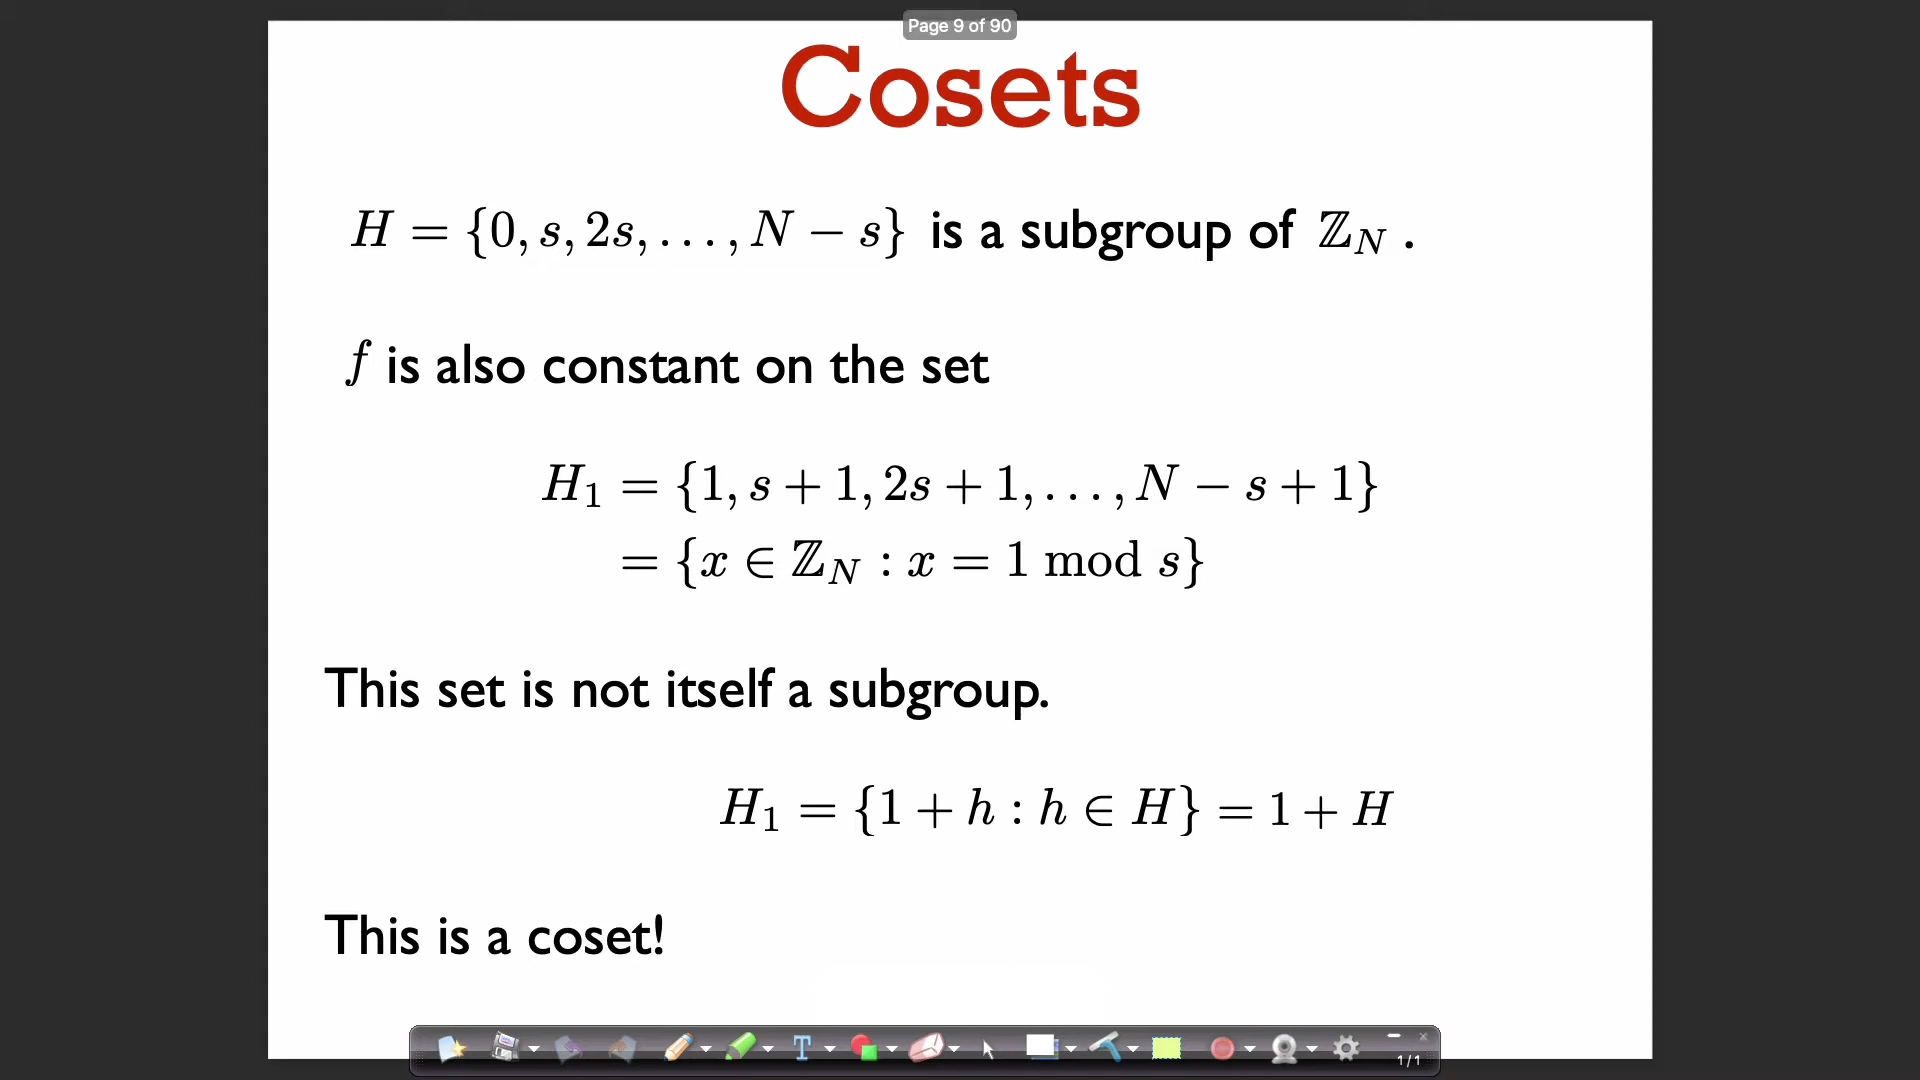 Page 9 of 90
Cosets
H = {0, s, 2s, . . . , N − s} is a subgroup of ℤ_N .
f is also constant on the set
H₁ = {1, s + 1, 2s + 1, . . . , N − s + 1}
= {x ∈ ℤ_N : x = 1 mod s}
This set is not itself a subgroup.
H₁ = {1 + h : h ∈ H} = 1 + H
This is a coset!
T
1/1